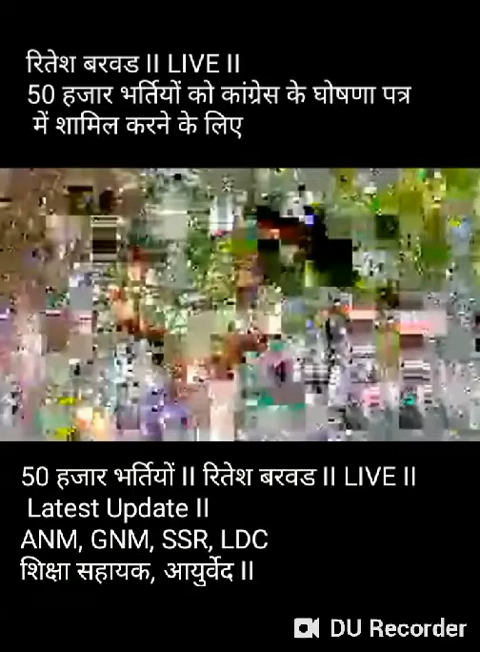 रितेश बरवड II LIVE II
50 हजार भर्तियों को कांग्रेस के घोषणा पत्र
में शामिल करने के लिए
50 हजार भर्तियों II रितेश बरवड II LIVE II
Latest Update II
ANM, GNM, SSR, LDC
शिक्षा सहायक, आयुर्वेद II
DU Recorder